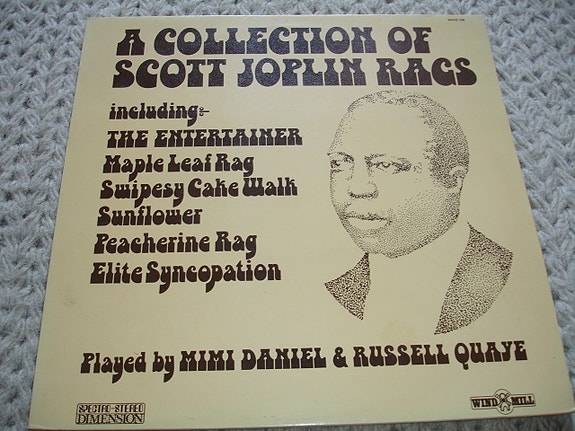 A COLLECTION OF
SCOTT JOPLIN RAGS
including:-
THE ENTERTAINER
Maple Leaf Rag
Swipesy Cake Walk
Sunflower
Peacherine Rag
Elite Syncopation
Played by MIMI DANIEL & RUSSELL QUAYE
SPECTRO-STEREO
DIMENSION
WIND MILL